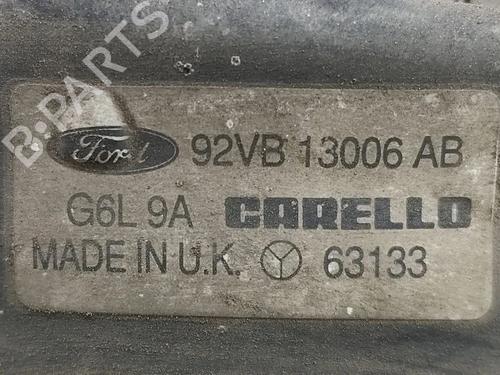 B-PARTS
Ford 92VB 13006 AB
G6L 9A CARELLO
MADE IN U.K. 63133